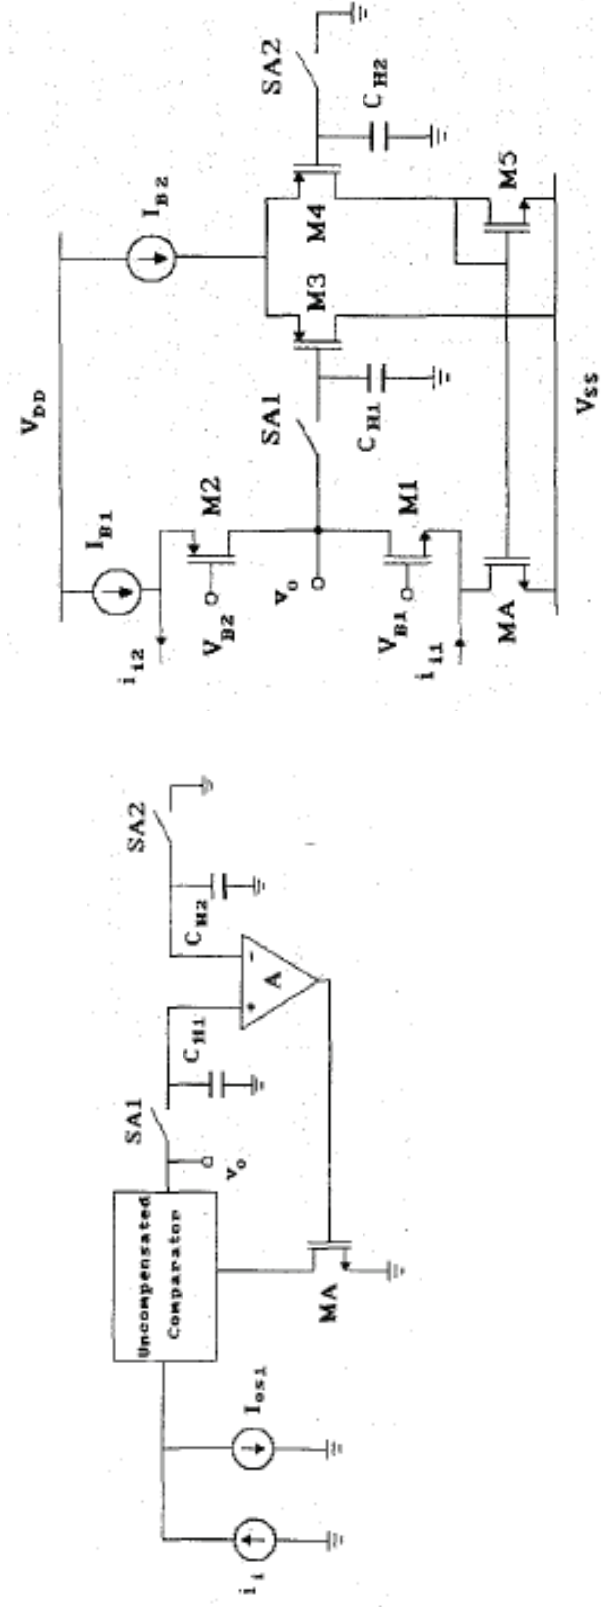 Uncompensated
Comparator
SA1
SA2
v_o
C_H1
C_H2
+
-
A
i_i
I_os1
MA
V_DD
I_B1
I_B2
i_i2
M2
V_B2
SA1
SA2
v_o
M3
M4
C_H1
C_H2
V_B1
M1
i_i1
MA
M5
V_SS